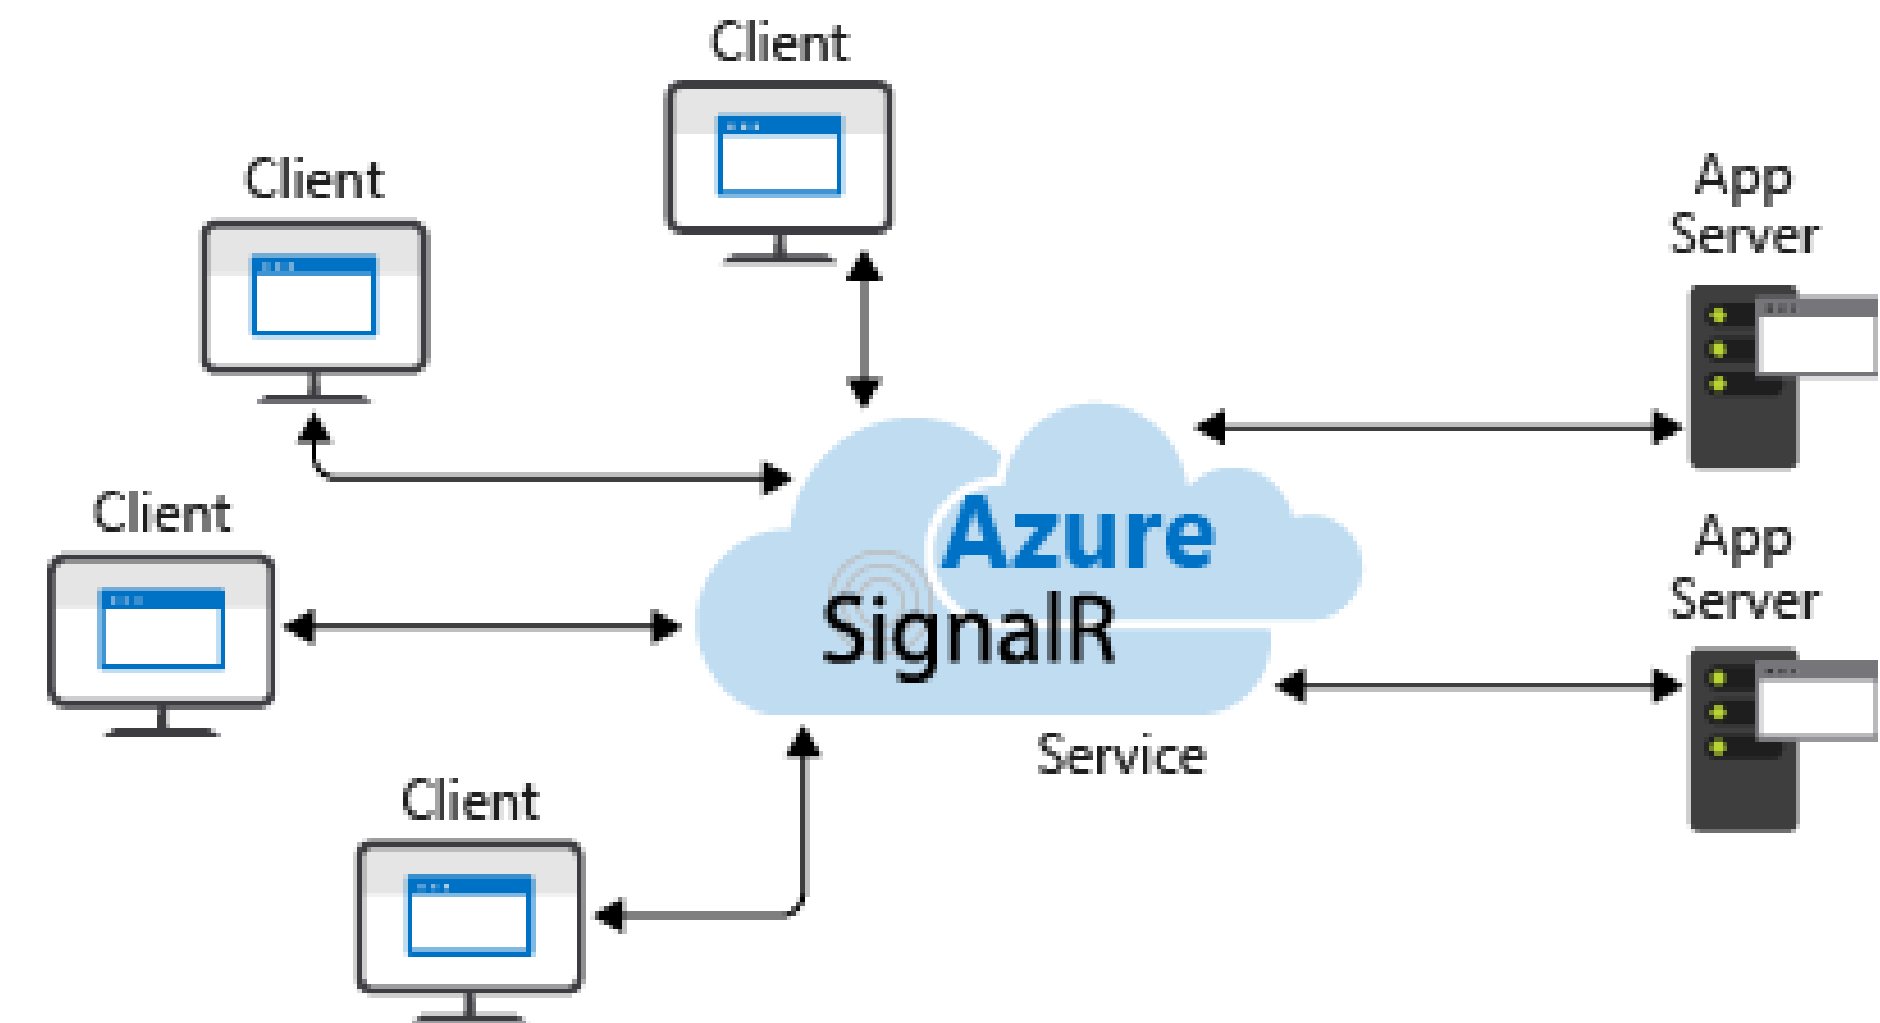 Client
Client
App
Server
Client
Azure
SignalR
App
Server
Service
Client